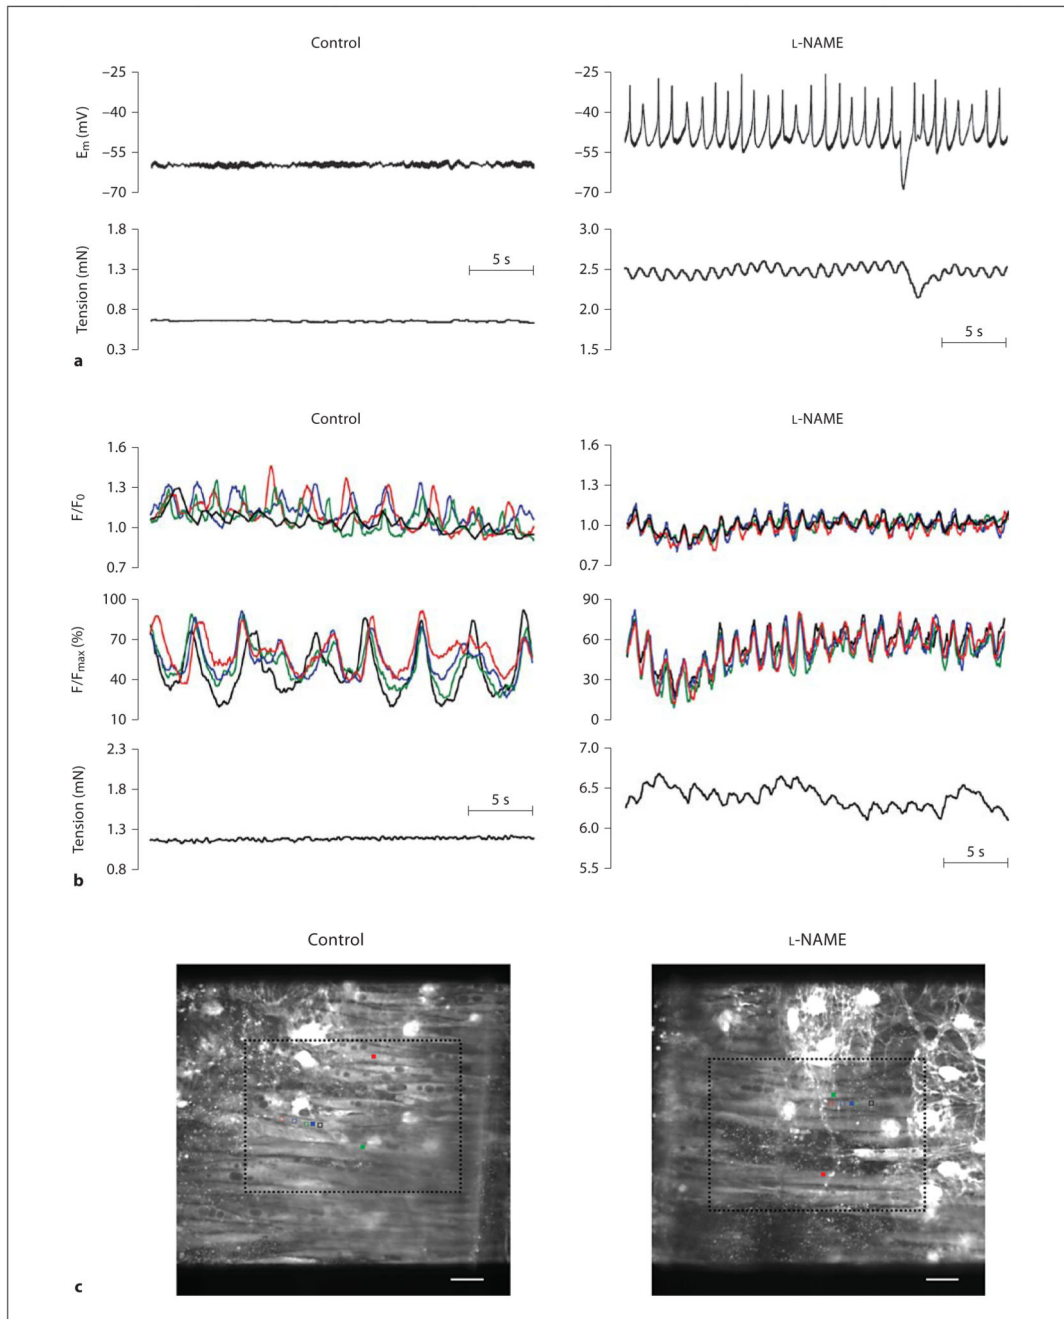 Control
L-NAME
–25
–40
–55
–70
Em (mV)
–25
–40
–55
–70
1.8
1.3
0.8
0.3
Tension (mN)
5 s
3.0
2.5
2.0
1.5
5 s
a
Control
L-NAME
1.6
1.3
1.0
0.7
F/F0
1.6
1.3
1.0
0.7
100
70
40
10
F/Fmax (%)
90
60
30
0
2.3
1.8
1.3
0.8
Tension (mN)
5 s
7.0
6.5
6.0
5.5
5 s
b
Control
L-NAME
c